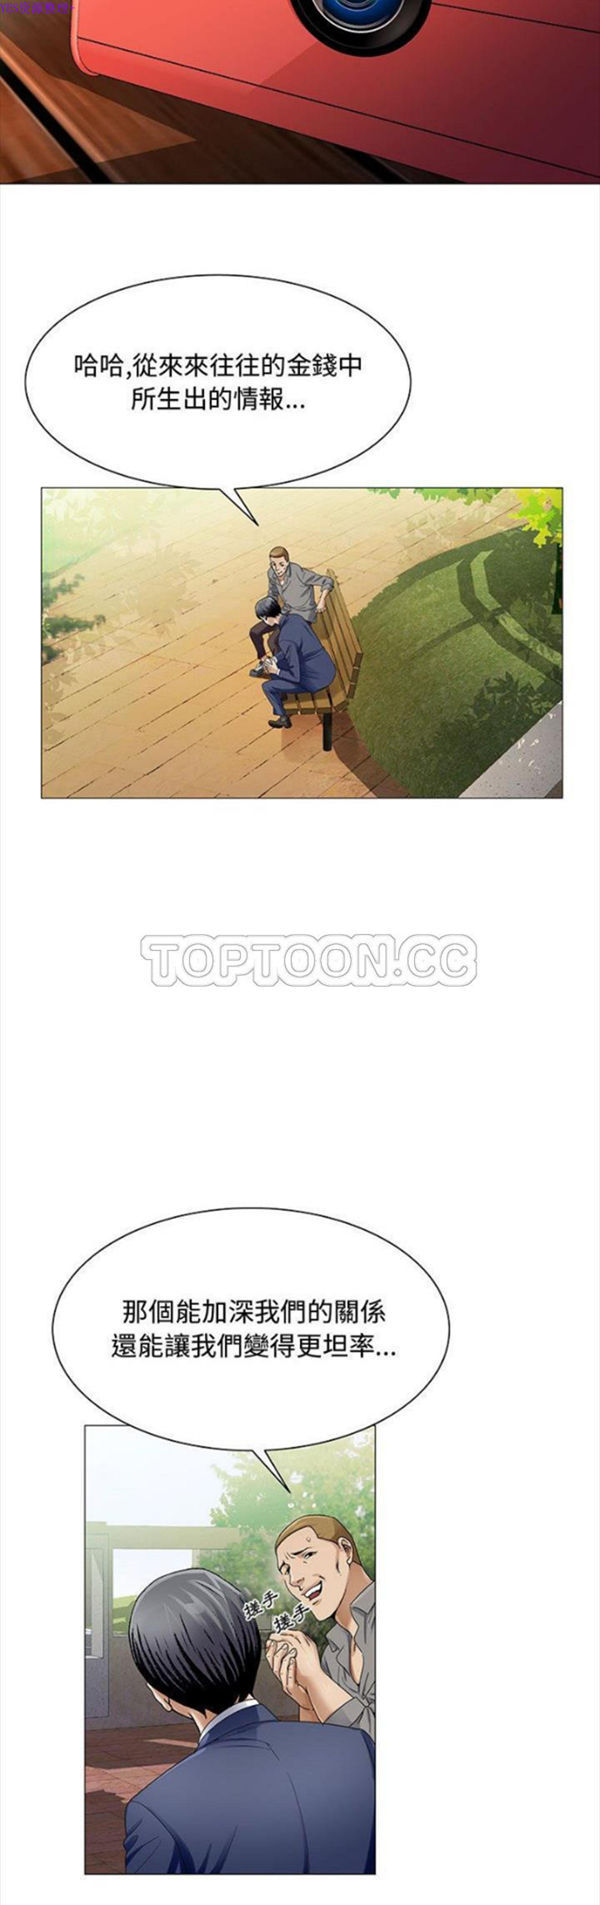 哈哈,從來來往往的金錢中
所生出的情報...
TOPTOON.CC
那個能加深我們的關係
還能讓我們變得更坦率...
搓手
搓手